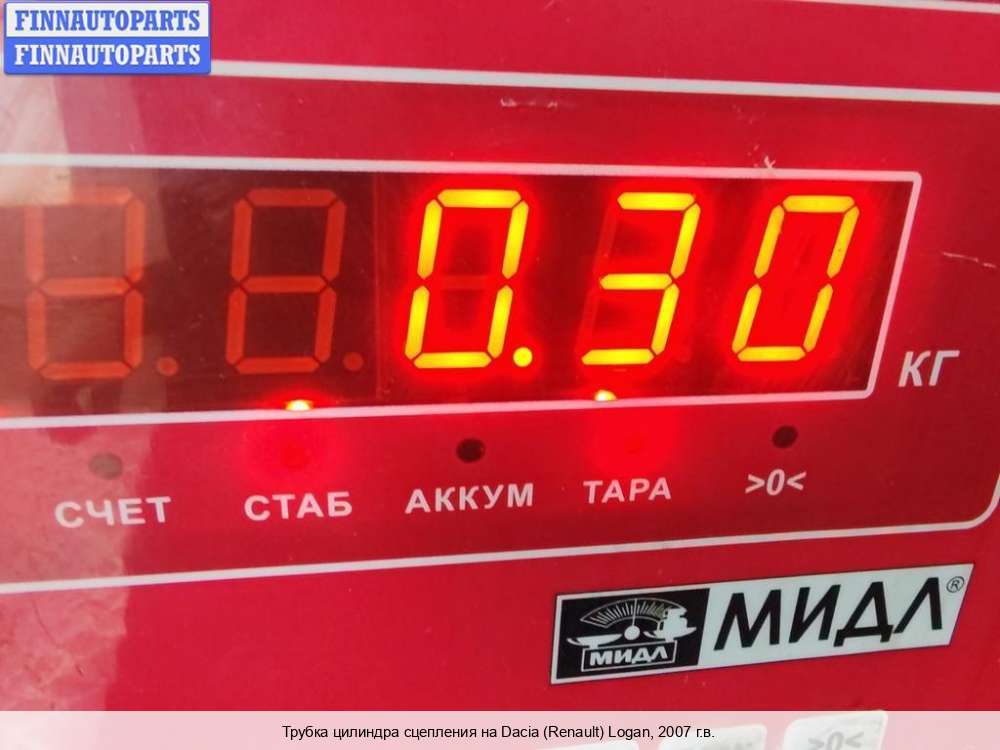 FINNAUTOPARTS
FINNAUTOPARTS
0.30
КГ
СЧЕТ СТАБ АККУМ ТАРА >0<
МИДЛ МИДЛ®
>0<
Трубка цилиндра сцепления на Dacia (Renault) Logan, 2007 г.в.